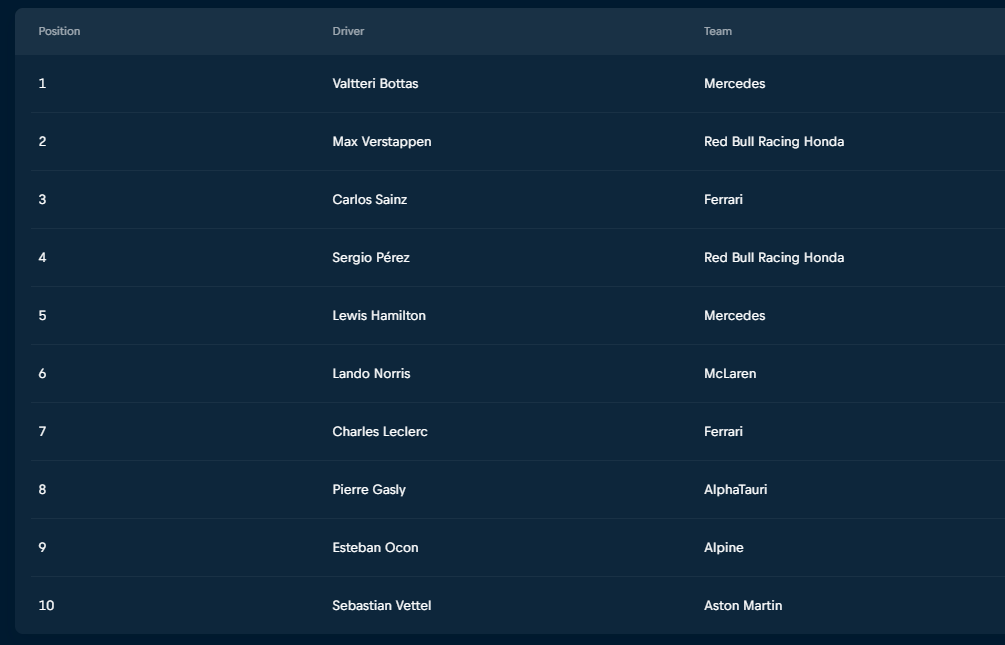 Position Driver Team
1 Valtteri Bottas Mercedes
2 Max Verstappen Red Bull Racing Honda
3 Carlos Sainz Ferrari
4 Sergio Pérez Red Bull Racing Honda
5 Lewis Hamilton Mercedes
6 Lando Norris McLaren
7 Charles Leclerc Ferrari
8 Pierre Gasly AlphaTauri
9 Esteban Ocon Alpine
10 Sebastian Vettel Aston Martin